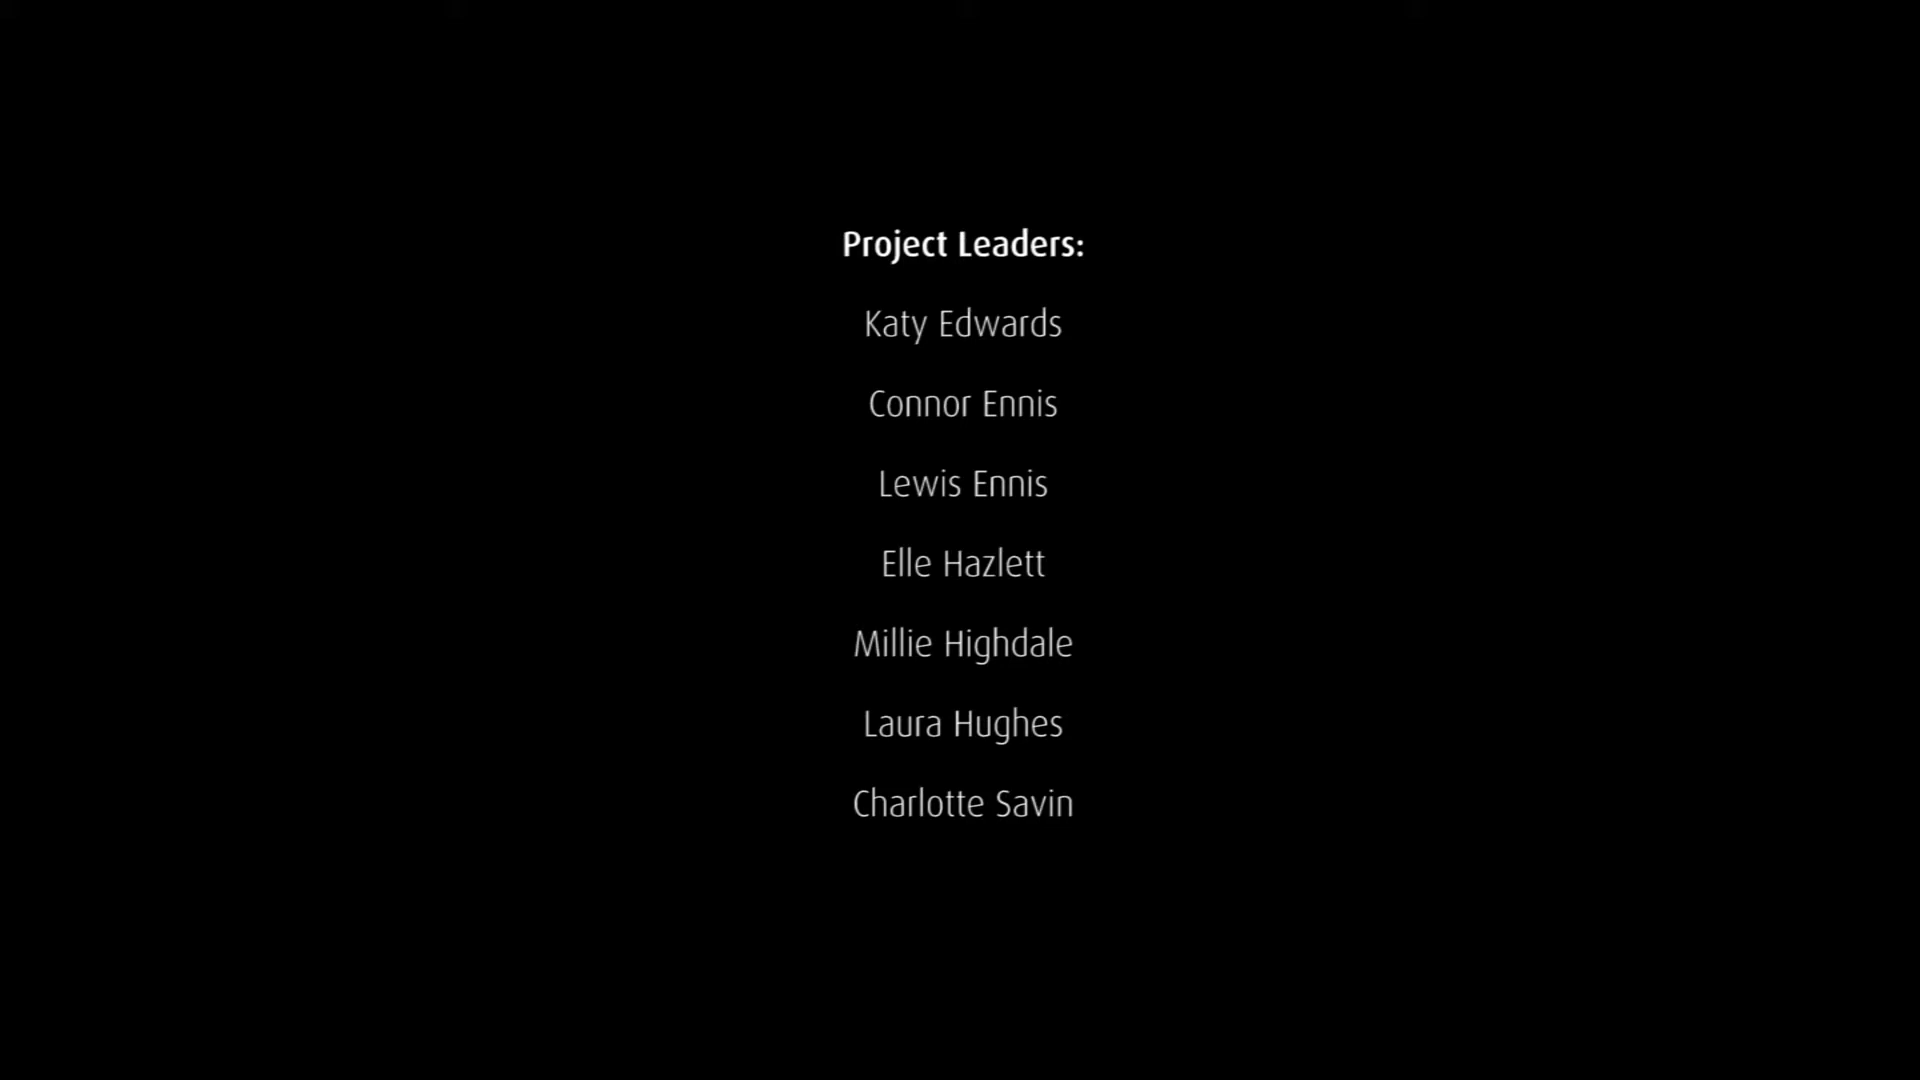 Project Leaders:
Katy Edwards
Connor Ennis
Lewis Ennis
Elle Hazlett
Millie Highdale
Laura Hughes
Charlotte Savin